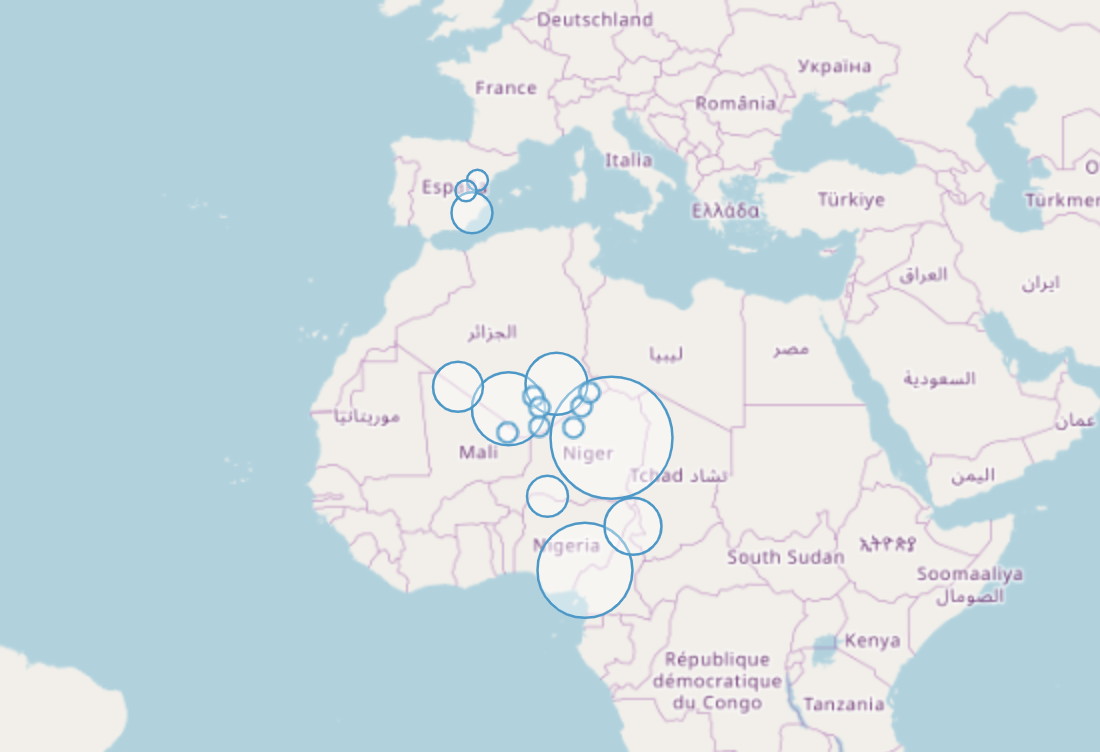 Deutschland
Україна
France
România
Italia
España
Türkiye
Türkmen
Ελλάδα
العراق
ایران
الجزائر
ليبيا
مصر
السعودية
موريتانيا
عمان
Mali
Niger
Tchad تشاد
اليمن
Nigeria
South Sudan
ኢትዮጵያ
Soomaaliya
الصومال
Kenya
République
démocratique
du Congo
Tanzania